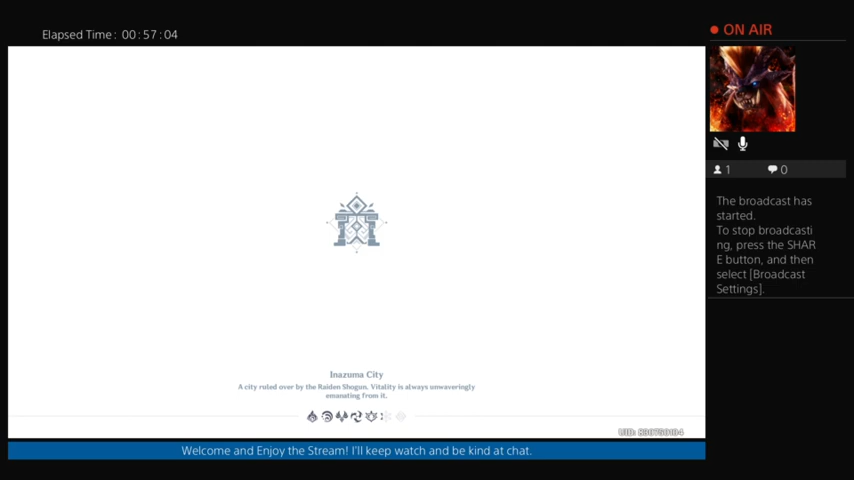 Elapsed Time: 00:57:04
ON AIR
1
0
The broadcast has
started.
To stop broadcasti
ng, press the SHAR
E button, and then
select [Broadcast
Settings].
Inazuma City
A city ruled over by the Raiden Shogun. Vitality is always unwaveringly
emanating from it.
Welcome and Enjoy the Stream! I'll keep watch and be kind at chat.